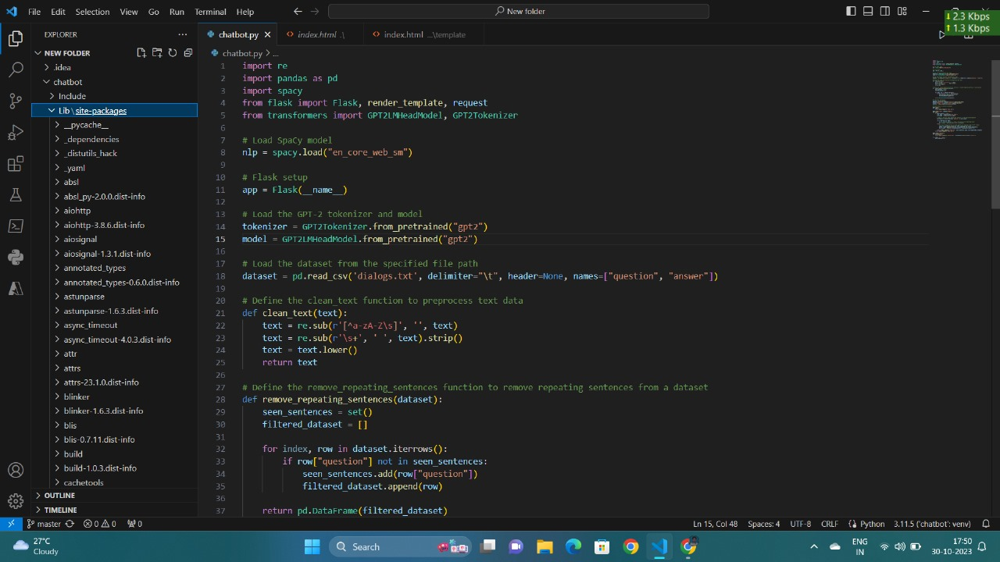 File Edit Selection View Go Run Terminal Help
New folder
2.3 Kbps
1.3 Kbps
EXPLORER
chatbot.py
index.html .\
index.html ...\template
NEW FOLDER
chatbot.py > ...
.idea
chatbot
Include
Lib \ site-packages
__pycache__
_dependencies
_distutils_hack
_yaml
absl
absl_py-2.0.0.dist-info
aiohttp
aiohttp-3.8.6.dist-info
aiosignal
aiosignal-1.3.1.dist-info
annotated_types
annotated_types-0.6.0.dist-info
astunparse
astunparse-1.6.3.dist-info
async_timeout
async_timeout-4.0.3.dist-info
attr
attrs
attrs-23.1.0.dist-info
blinker
blinker-1.6.3.dist-info
blis
blis-0.7.11.dist-info
build
build-1.0.3.dist-info
cachetools
OUTLINE
TIMELINE
1 import re
2 import pandas as pd
3 import spacy
4 from flask import Flask, render_template, request
5 from transformers import GPT2LMHeadModel, GPT2Tokenizer
6
7 # Load SpaCy model
8 nlp = spacy.load("en_core_web_sm")
9
10 # Flask setup
11 app = Flask(__name__)
12
13 # Load the GPT-2 tokenizer and model
14 tokenizer = GPT2Tokenizer.from_pretrained("gpt2")
15 model = GPT2LMHeadModel.from_pretrained("gpt2")
16
17 # Load the dataset from the specified file path
18 dataset = pd.read_csv('dialogs.txt', delimiter="\t", header=None, names=["question", "answer"])
19
20 # Define the clean_text function to preprocess text data
21 def clean_text(text):
22 text = re.sub(r'[^a-zA-Z\s]', '', text)
23 text = re.sub(r'\s+', ' ', text).strip()
24 text = text.lower()
25 return text
26
27 # Define the remove_repeating_sentences function to remove repeating sentences from a dataset
28 def remove_repeating_sentences(dataset):
29 seen_sentences = set()
30 filtered_dataset = []
31
32 for index, row in dataset.iterrows():
33 if row["question"] not in seen_sentences:
34 seen_sentences.add(row["question"])
35 filtered_dataset.append(row)
36
37 return pd.DataFrame(filtered_dataset)
master 0 0 0
Ln 15, Col 48 Spaces: 4 UTF-8 CRLF Python 3.11.5 ('chatbot': venv)
27°C
Cloudy
Search
ENG
IN
17:50
30-10-2023